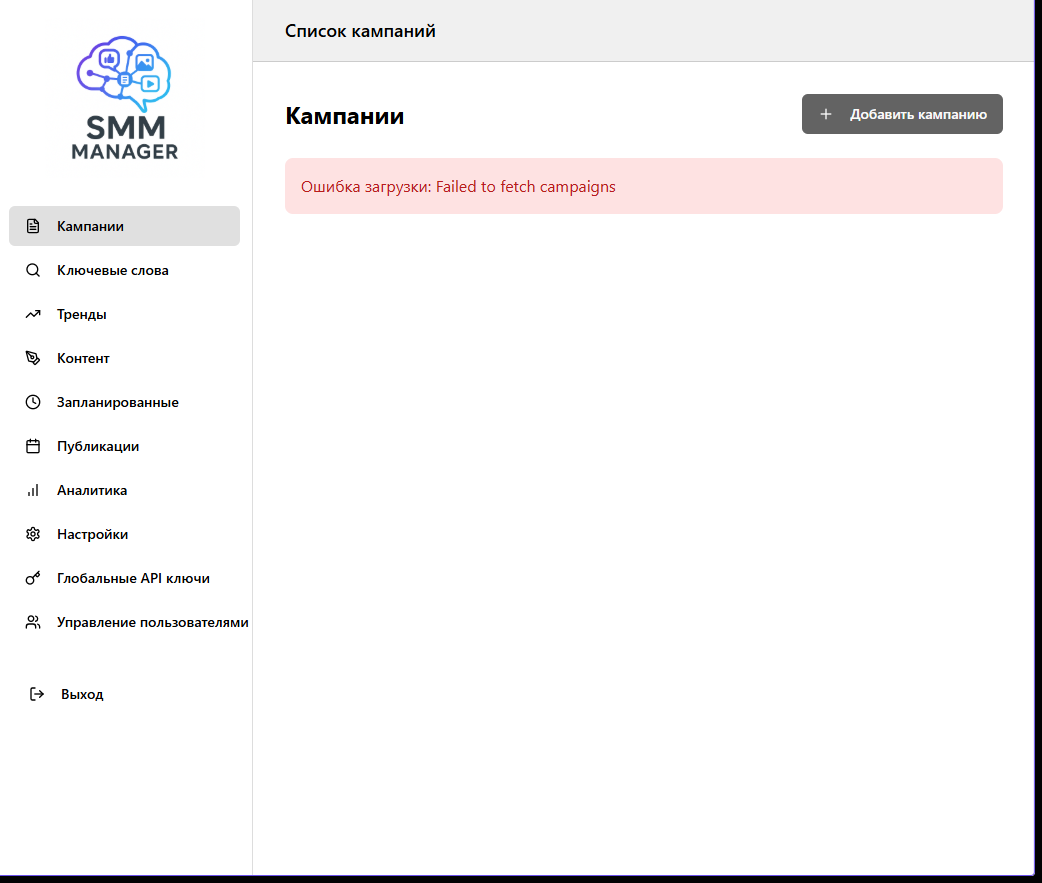 SMM
MANAGER
Кампании
Ключевые слова
Тренды
Контент
Запланированные
Публикации
Аналитика
Настройки
Глобальные API ключи
Управление пользователями
Выход
Список кампаний
Кампании
Добавить кампанию
Ошибка загрузки: Failed to fetch campaigns